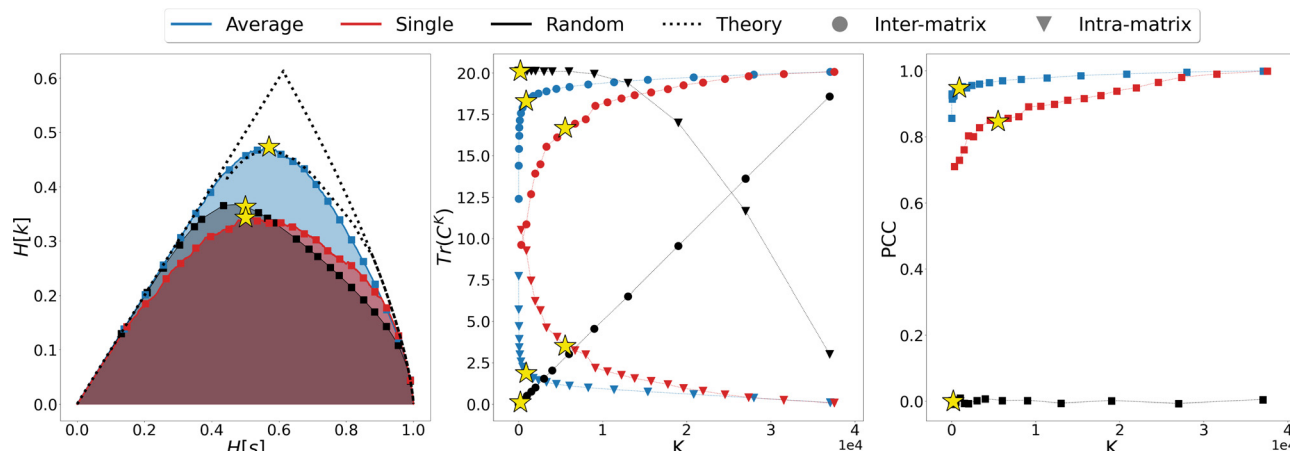 Average Single Random Theory Inter-matrix Intra-matrix
H[k]
0.6
0.5
0.4
0.3
0.2
0.1
0.0
0.0 0.2 0.4 0.6 0.8 1.0
H[s]
Tr(C^K)
20.0
17.5
15.0
12.5
10.0
7.5
5.0
2.5
0.0
0 1 2 3 4
K
1e4
PCC
1.0
0.8
0.6
0.4
0.2
0.0
0 1 2 3 4
K
1e4